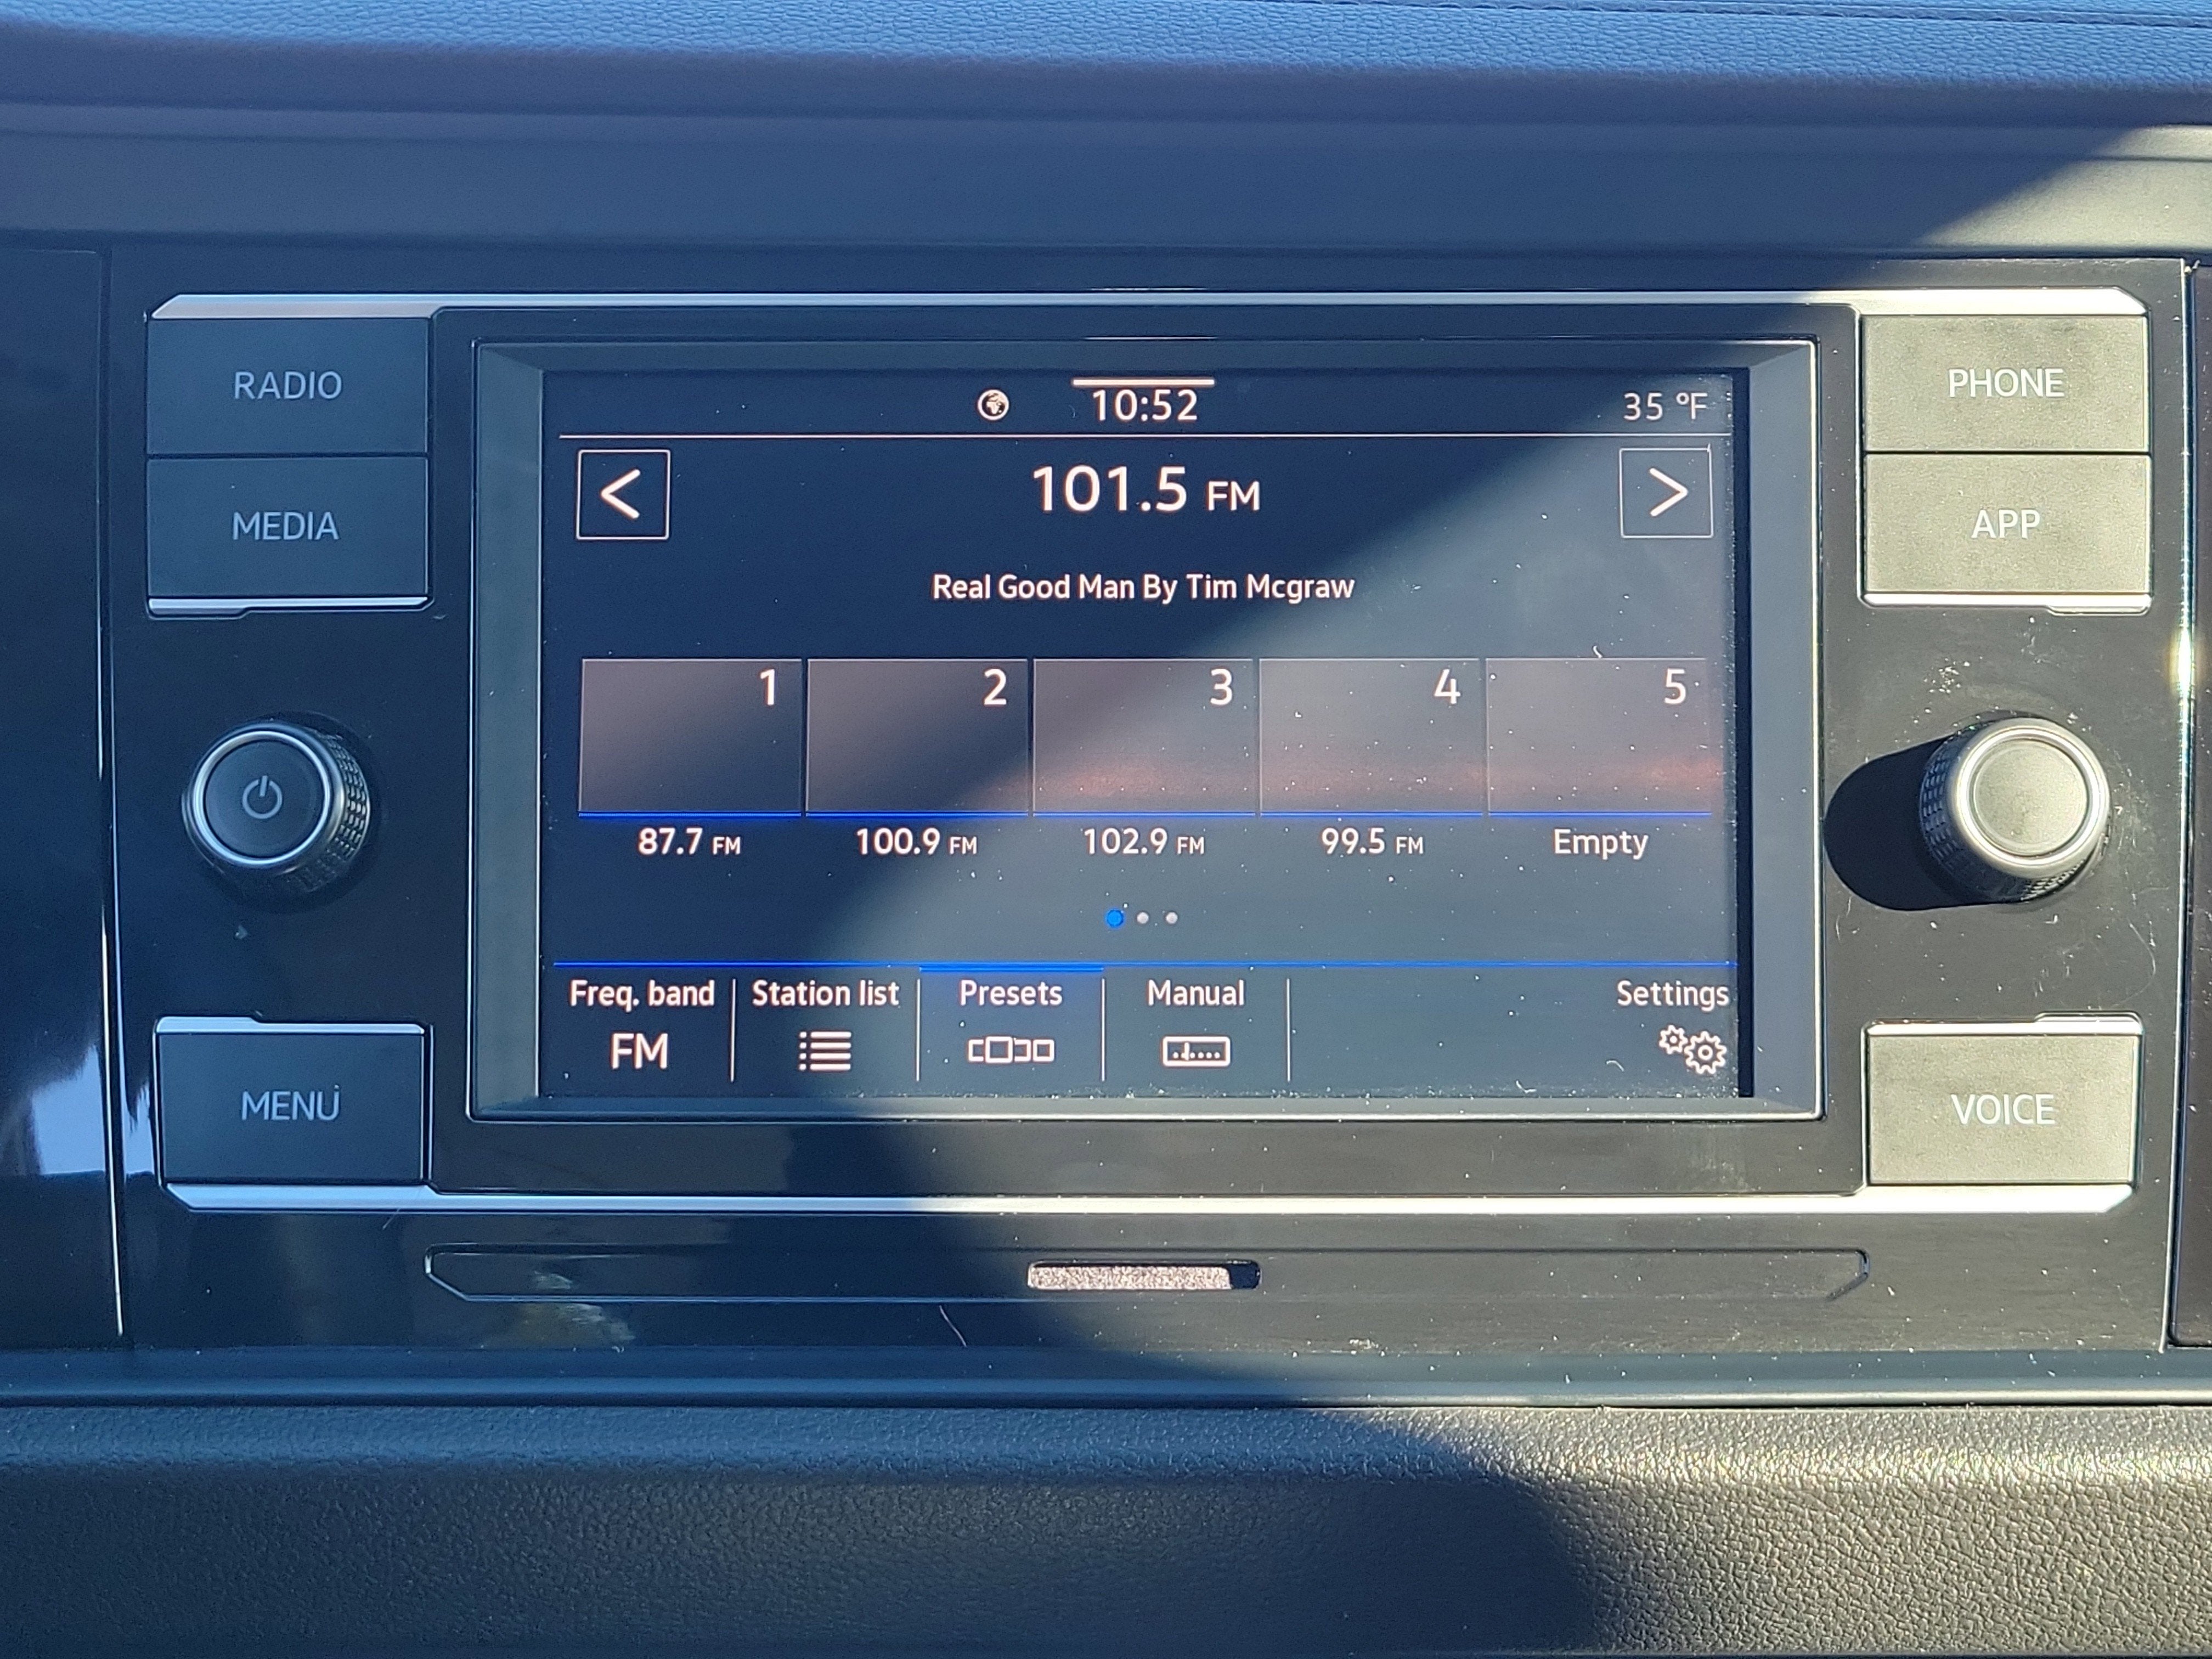 RADIO
MEDIA
MENU
10:52
35 °F
<
101.5 FM
>
Real Good Man By Tim Mcgraw
1
2
3
4
5
87.7 FM
100.9 FM
102.9 FM
99.5 FM
Empty
Freq. band
Station list
Presets
Manual
Settings
FM
PHONE
APP
VOICE